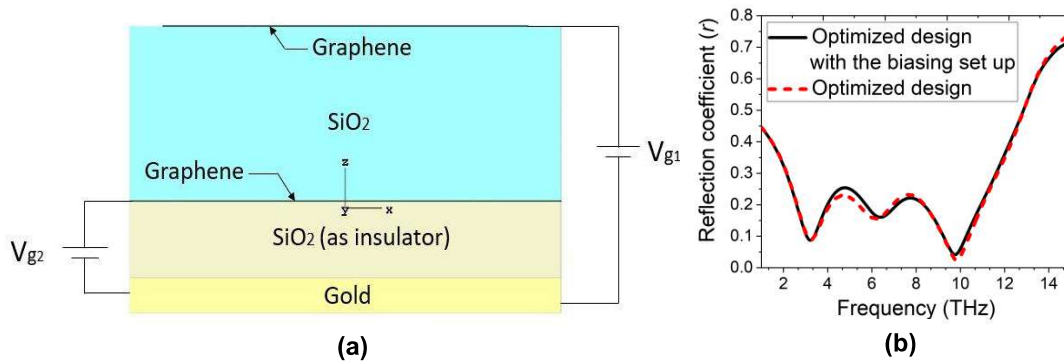 Graphene
SiO₂
z
Graphene
y x
SiO₂ (as insulator)
Gold
Vg1
Vg2
(a)
Reflection coefficient (r)
0.8
0.7
0.6
0.5
0.4
0.3
0.2
0.1
0.0
Optimized design
with the biasing set up
Optimized design
2 4 6 8 10 12 14
Frequency (THz)
(b)